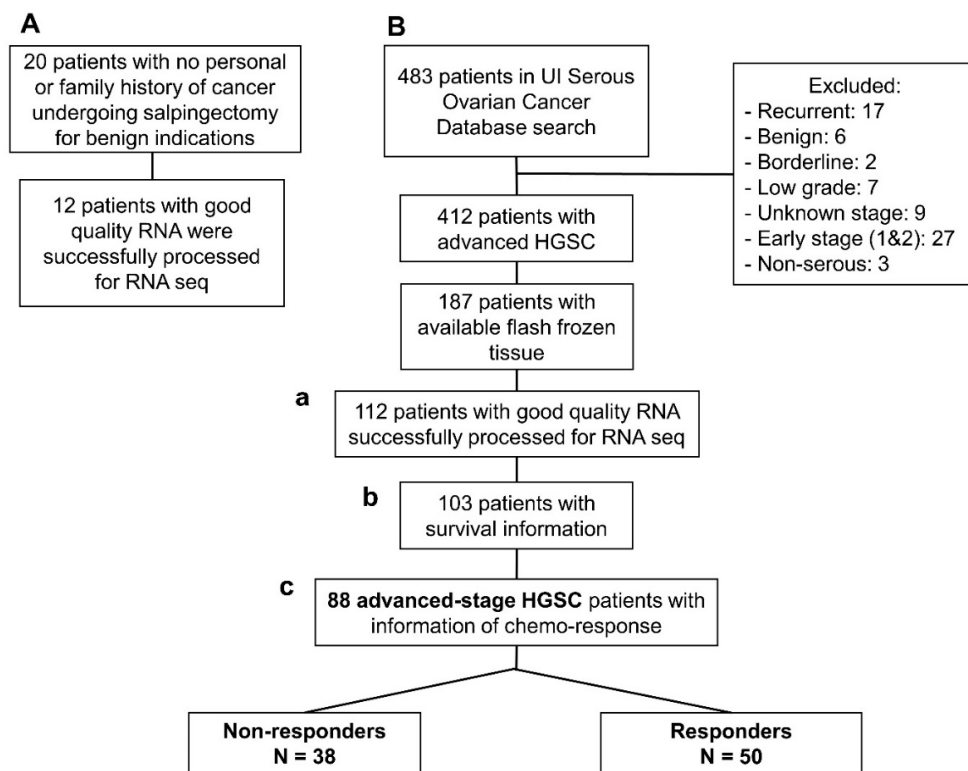 A
20 patients with no personal
or family history of cancer
undergoing salpingectomy
for benign indications
12 patients with good
quality RNA were
successfully processed
for RNA seq
B
483 patients in UI Serous
Ovarian Cancer
Database search
Excluded:
- Recurrent: 17
- Benign: 6
- Borderline: 2
- Low grade: 7
- Unknown stage: 9
- Early stage (1&2): 27
- Non-serous: 3
412 patients with
advanced HGSC
187 patients with
available flash frozen
tissue
a
112 patients with good quality RNA
successfully processed for RNA seq
b
103 patients with
survival information
c
88 advanced-stage HGSC patients with
information of chemo-response
Non-responders
N = 38
Responders
N = 50